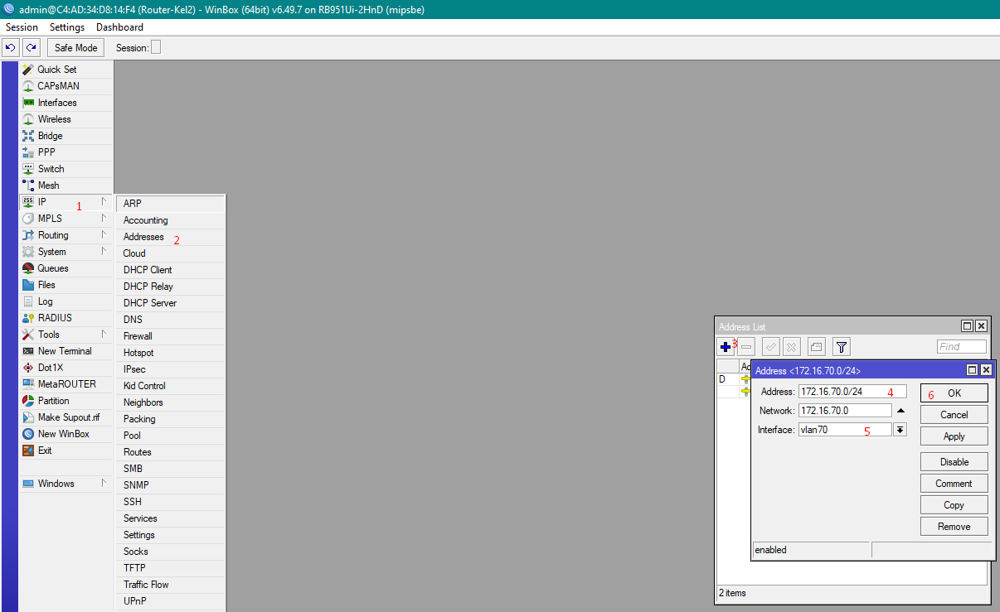 admin@C4:AD:34:D8:14:F4 (Router-Kel2) - WinBox (64bit) v6.49.7 on RB951Ui-2HnD (mipsbe)
Session Settings Dashboard
Safe Mode Session:
Quick Set
CAPsMAN
Interfaces
Wireless
Bridge
PPP
Switch
Mesh
IP 1
MPLS
Routing
System
Queues
Files
Log
RADIUS
Tools
New Terminal
Dot1X
MetaROUTER
Partition
Make Supout.rif
New WinBox
Exit
Windows
ARP
Accounting
Addresses 2
Cloud
DHCP Client
DHCP Relay
DHCP Server
DNS
Firewall
Hotspot
IPsec
Kid Control
Neighbors
Packing
Pool
Routes
SMB
SNMP
SSH
Services
Settings
Socks
TFTP
Traffic Flow
UPnP
Address List
3 Find
D
Address <172.16.70.0/24>
Address: 172.16.70.0/24 4
Network: 172.16.70.0
Interface: vlan70 5
6 OK
Cancel
Apply
Disable
Comment
Copy
Remove
enabled
2 items